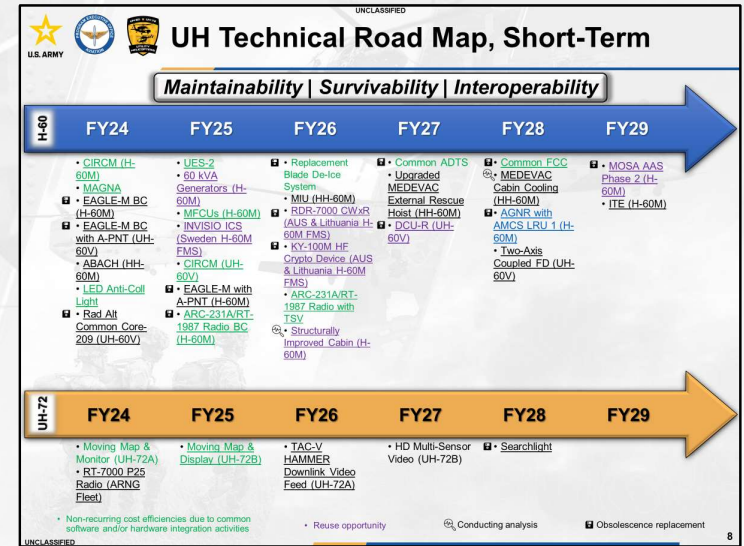 UNCLASSIFIED
U.S. ARMY
UH Technical Road Map, Short-Term
Maintainability | Survivability | Interoperability
H-60
FY24
FY25
FY26
FY27
FY28
FY29
• CIRCM (H-
60M)
• MAGNA
• EAGLE-M BC
(H-60M)
• EAGLE-M BC
with A-PNT (UH-
60V)
• ABACH (HH-
60M)
• LED Anti-Coll
Light
• Rad Alt
Common Core-
209 (UH-60V)
• UES-2
• 60 kVA
Generators (H-
60M)
• MFCUs (H-60M)
• INVISIO ICS
(Sweden H-60M
FMS)
• CIRCM (UH-
60V)
• EAGLE-M with
A-PNT (H-60M)
• ARC-231A/RT-
1987 Radio BC
(H-60M)
• Replacement
Blade De-Ice
System
• MIU (HH-60M)
• RDR-7000 CWxR
(AUS & Lithuania H-
60M FMS)
• KY-100M HF
Crypto Device (AUS
& Lithuania H-60M
FMS)
• ARC-231A/RT-
1987 Radio with
TSV
• Structurally
Improved Cabin (H-
60M)
• Common ADTS
• Upgraded
MEDEVAC
External Rescue
Hoist (HH-60M)
• DCU-R (UH-
60V)
• Common FCC
• MEDEVAC
Cabin Cooling
(HH-60M)
• AGNR with
AMCS LRU 1 (H-
60M)
• Two-Axis
Coupled FD (UH-
60V)
• MOSA AAS
Phase 2 (H-
60M)
• ITE (H-60M)
UH-72
FY24
FY25
FY26
FY27
FY28
FY29
• Moving Map &
Monitor (UH-72A)
• RT-7000 P25
Radio (ARNG
Fleet)
• Moving Map &
Display (UH-72B)
• TAC-V
HAMMER
Downlink Video
Feed (UH-72A)
• HD Multi-Sensor
Video (UH-72B)
• Searchlight
• Non-recurring cost efficiencies due to common
software and/or hardware integration activities
• Reuse opportunity
Conducting analysis
Obsolescence replacement
UNCLASSIFIED
8